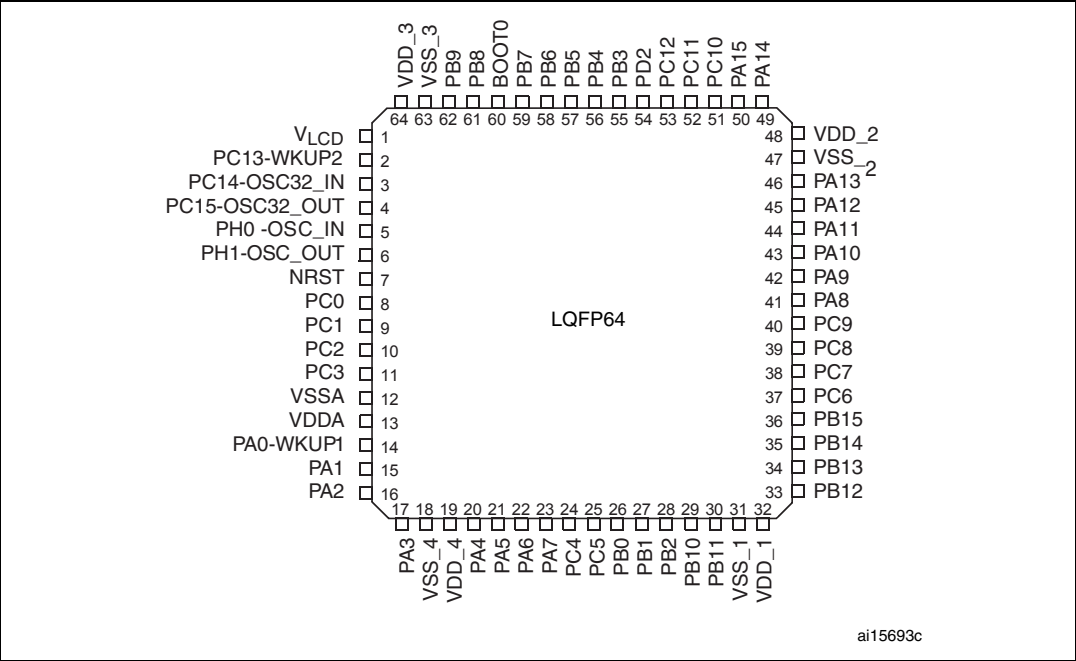 VDD_3
VSS_3
PB9
PB8
BOOT0
PB7
PB6
PB5
PB4
PB3
PD2
PC12
PC11
PC10
PA15
PA14
64 63 62 61 60 59 58 57 56 55 54 53 52 51 50 49
VLCD 1
PC13-WKUP2 2
PC14-OSC32_IN 3
PC15-OSC32_OUT 4
PH0 -OSC_IN 5
PH1-OSC_OUT 6
NRST 7
PC0 8
PC1 9
PC2 10
PC3 11
VSSA 12
VDDA 13
PA0-WKUP1 14
PA1 15
PA2 16
LQFP64
48 VDD_2
47 VSS_2
46 PA13
45 PA12
44 PA11
43 PA10
42 PA9
41 PA8
40 PC9
39 PC8
38 PC7
37 PC6
36 PB15
35 PB14
34 PB13
33 PB12
17 18 19 20 21 22 23 24 25 26 27 28 29 30 31 32
PA3
VSS_4
VDD_4
PA4
PA5
PA6
PA7
PC4
PC5
PB0
PB1
PB2
PB10
PB11
VSS_1
VDD_1
ai15693c